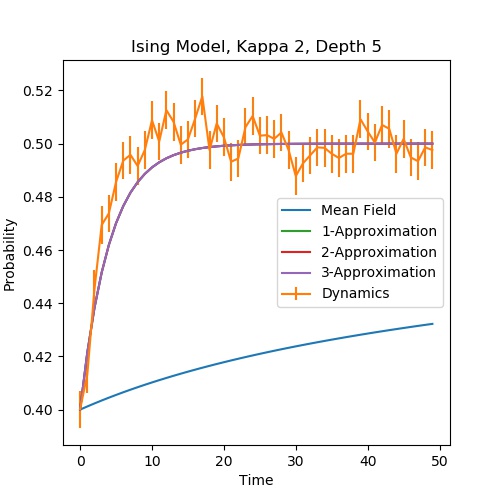 Ising Model, Kappa 2, Depth 5
0.52
0.50
0.48
0.46
0.44
0.42
0.40
Probability
Mean Field
1-Approximation
2-Approximation
3-Approximation
Dynamics
0
10
20
30
40
50
Time